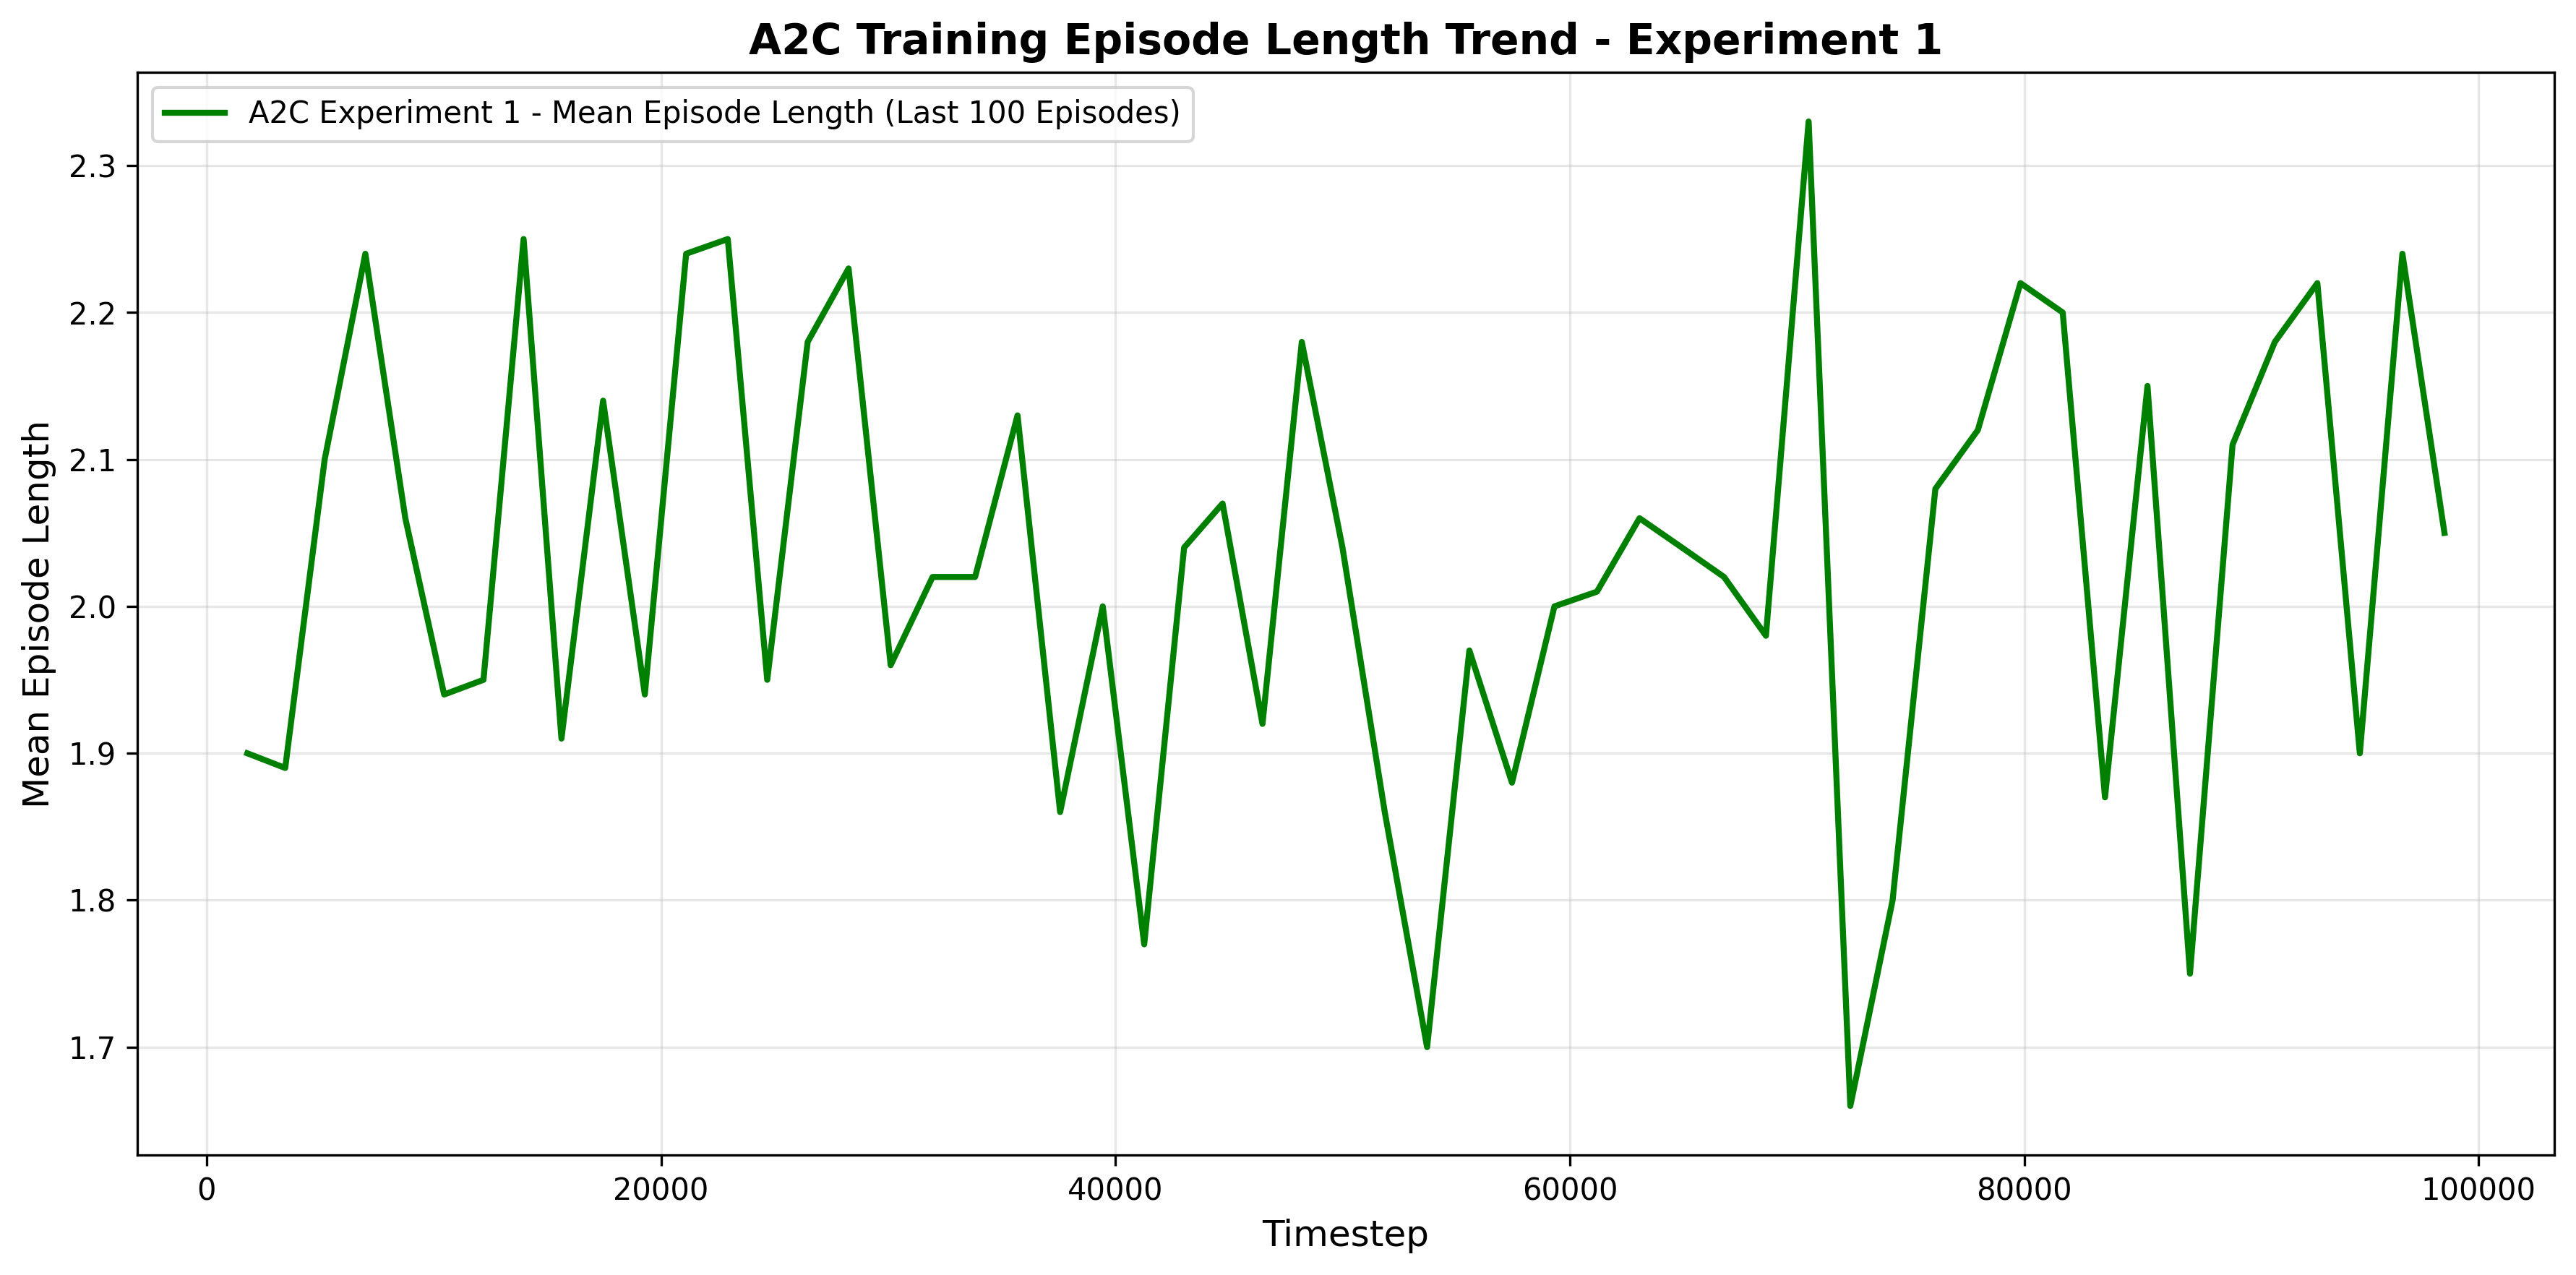 A2C Training Episode Length Trend - Experiment 1
A2C Experiment 1 - Mean Episode Length (Last 100 Episodes)
Mean Episode Length
2.3
2.2
2.1
2.0
1.9
1.8
1.7
0 20000 40000 60000 80000 100000
Timestep